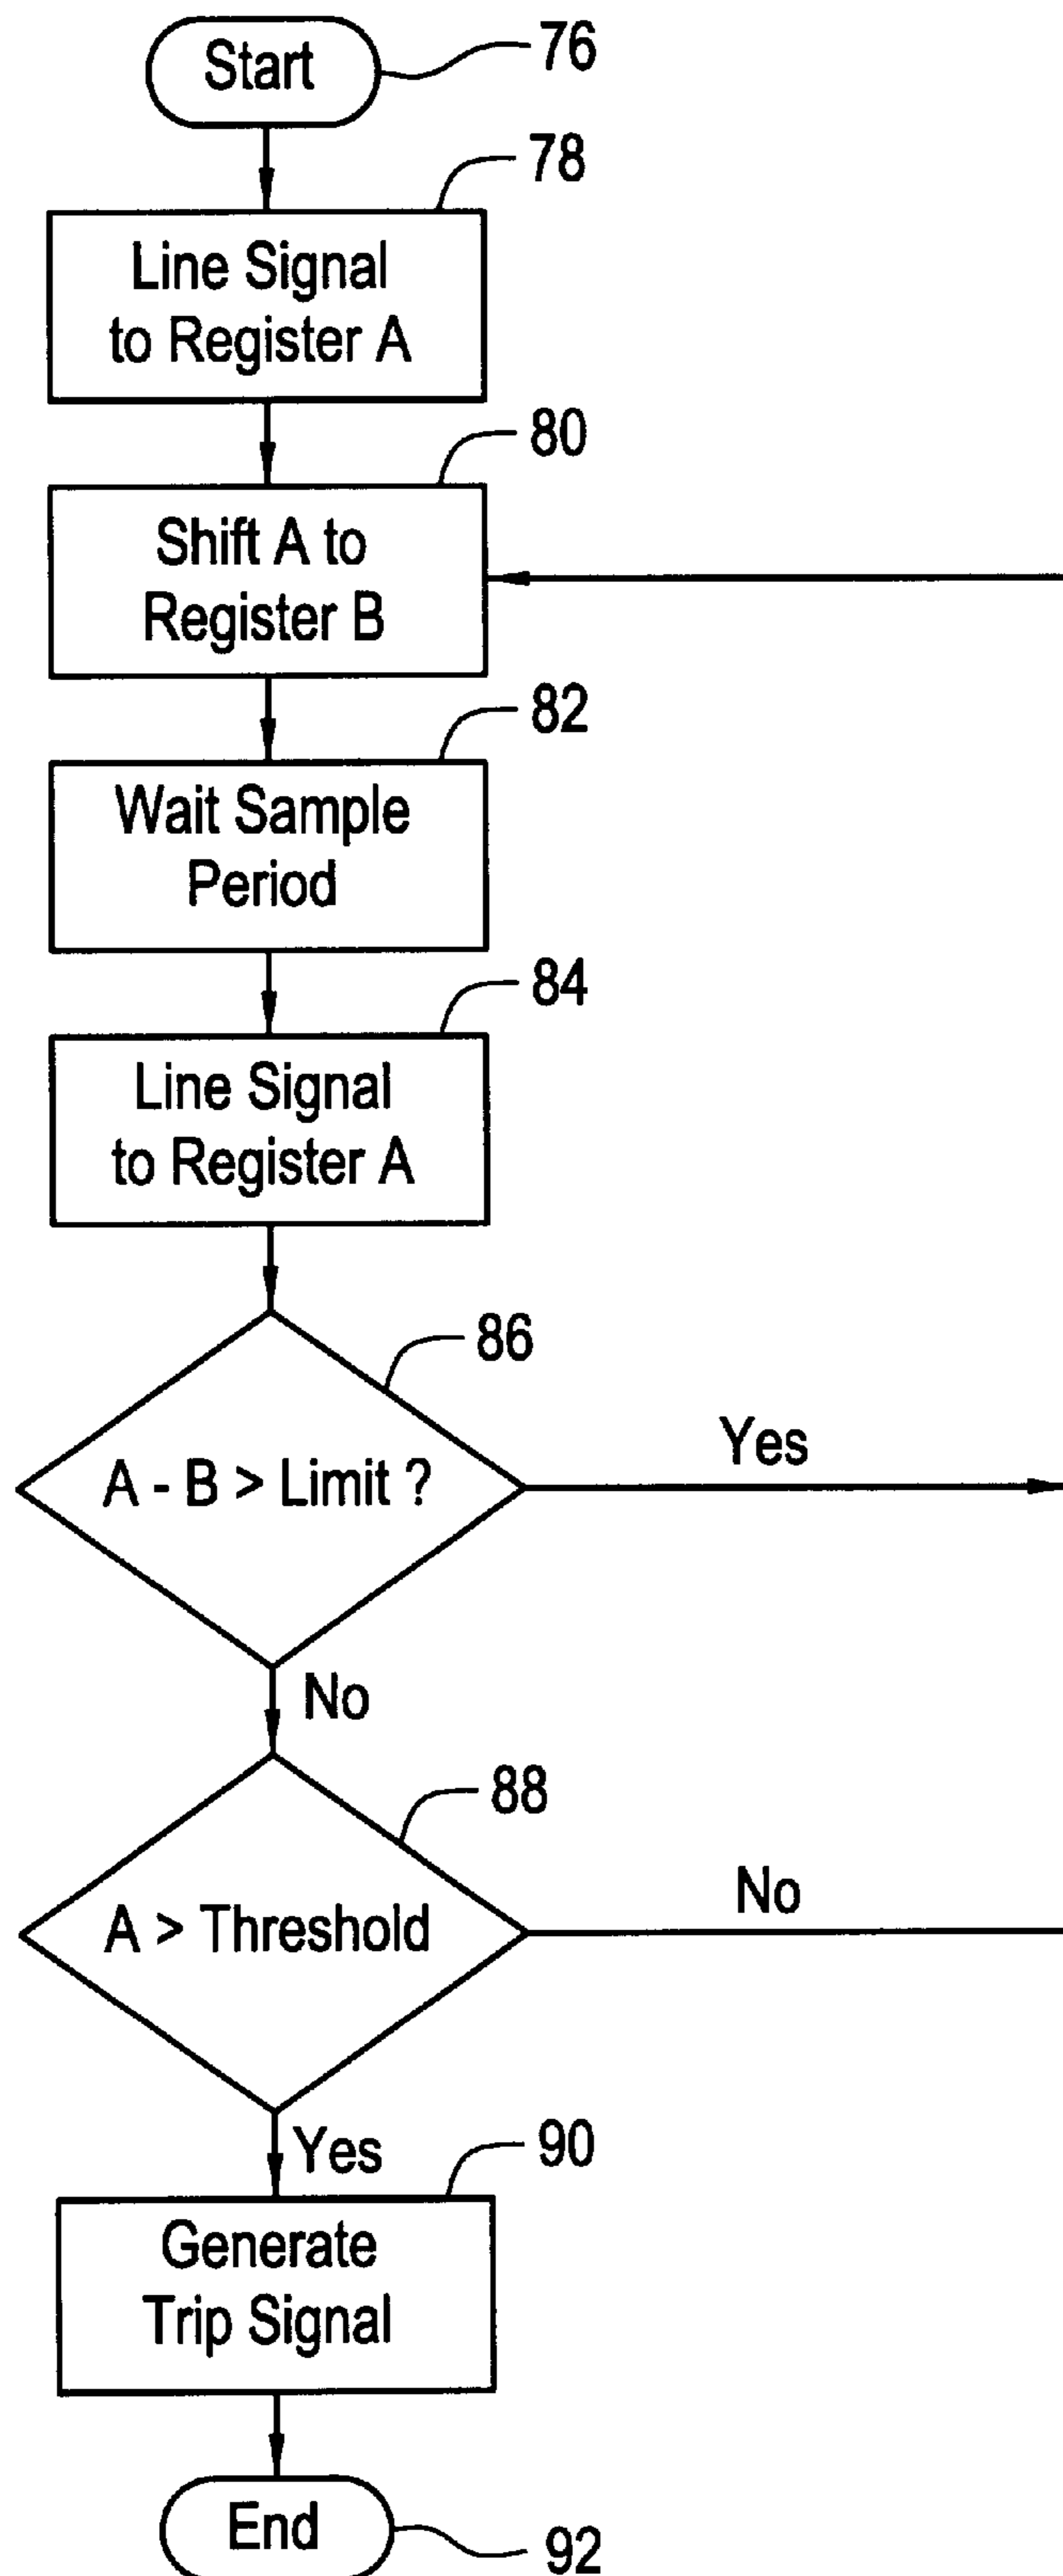 Start
76
78
Line Signal
to Register A
80
Shift A to
Register B
82
Wait Sample
Period
84
Line Signal
to Register A
86
A - B > Limit ?
Yes
No
88
A > Threshold
No
Yes
90
Generate
Trip Signal
End
92